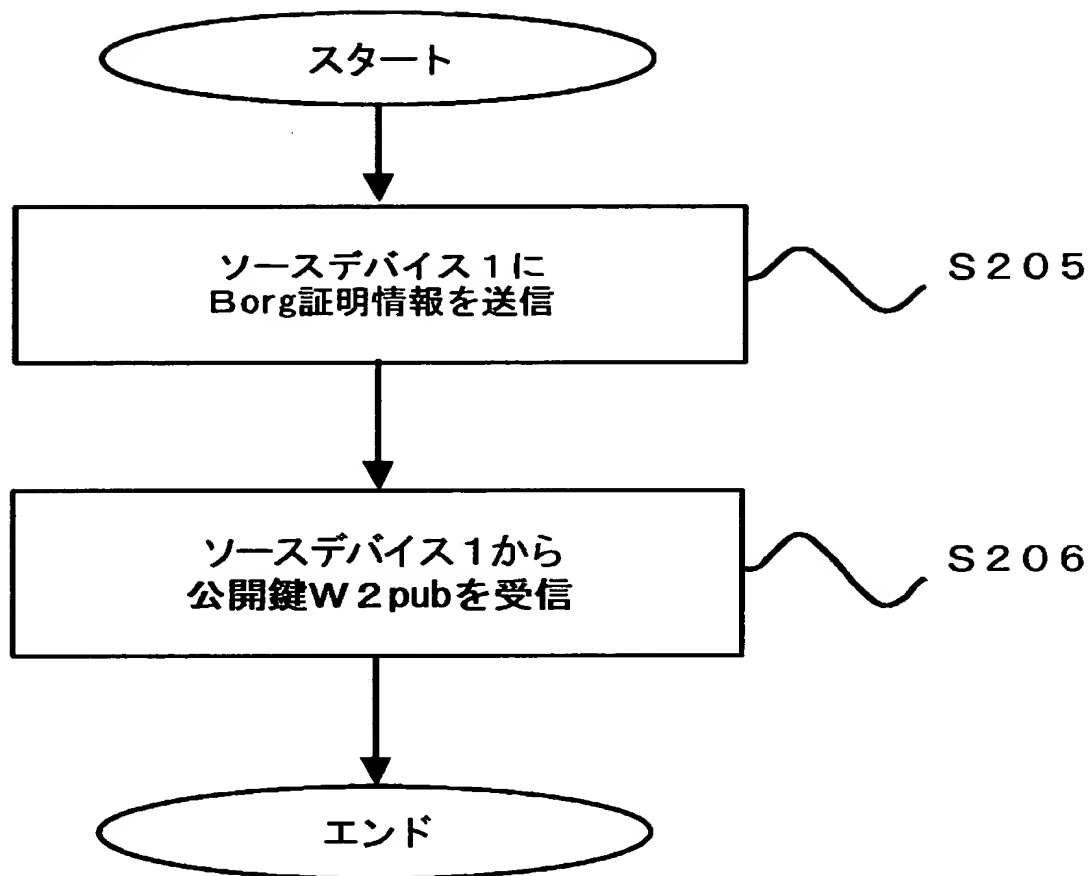 スタート
ソースデバイス1に
Borg証明情報を送信
S205
ソースデバイス1から
公開鍵W2pubを受信
S206
エンド